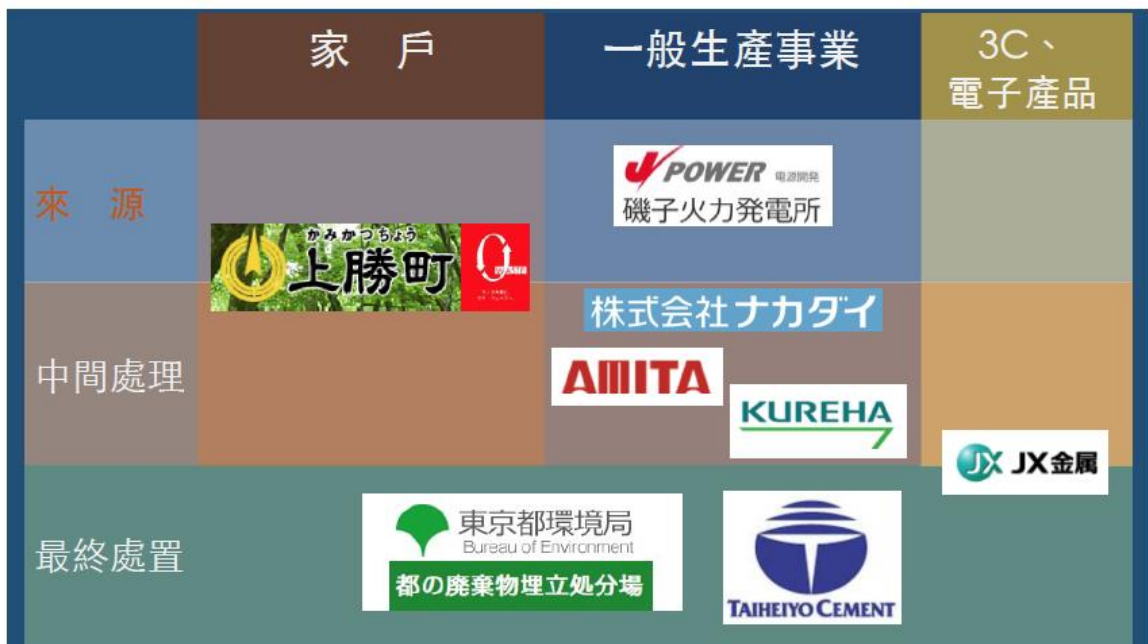 家 戶
一般生產事業
3C、
電子產品
來 源
J POWER 電源開発
磯子火力発電所
かみかつちょう
上勝町
株式会社ナカダイ
中間處理
AMITA
KUREHA
JX JX金属
最終處置
東京都環境局
Bureau of Environment
都の廃棄物埋立処分場
TAIHEIYO CEMENT